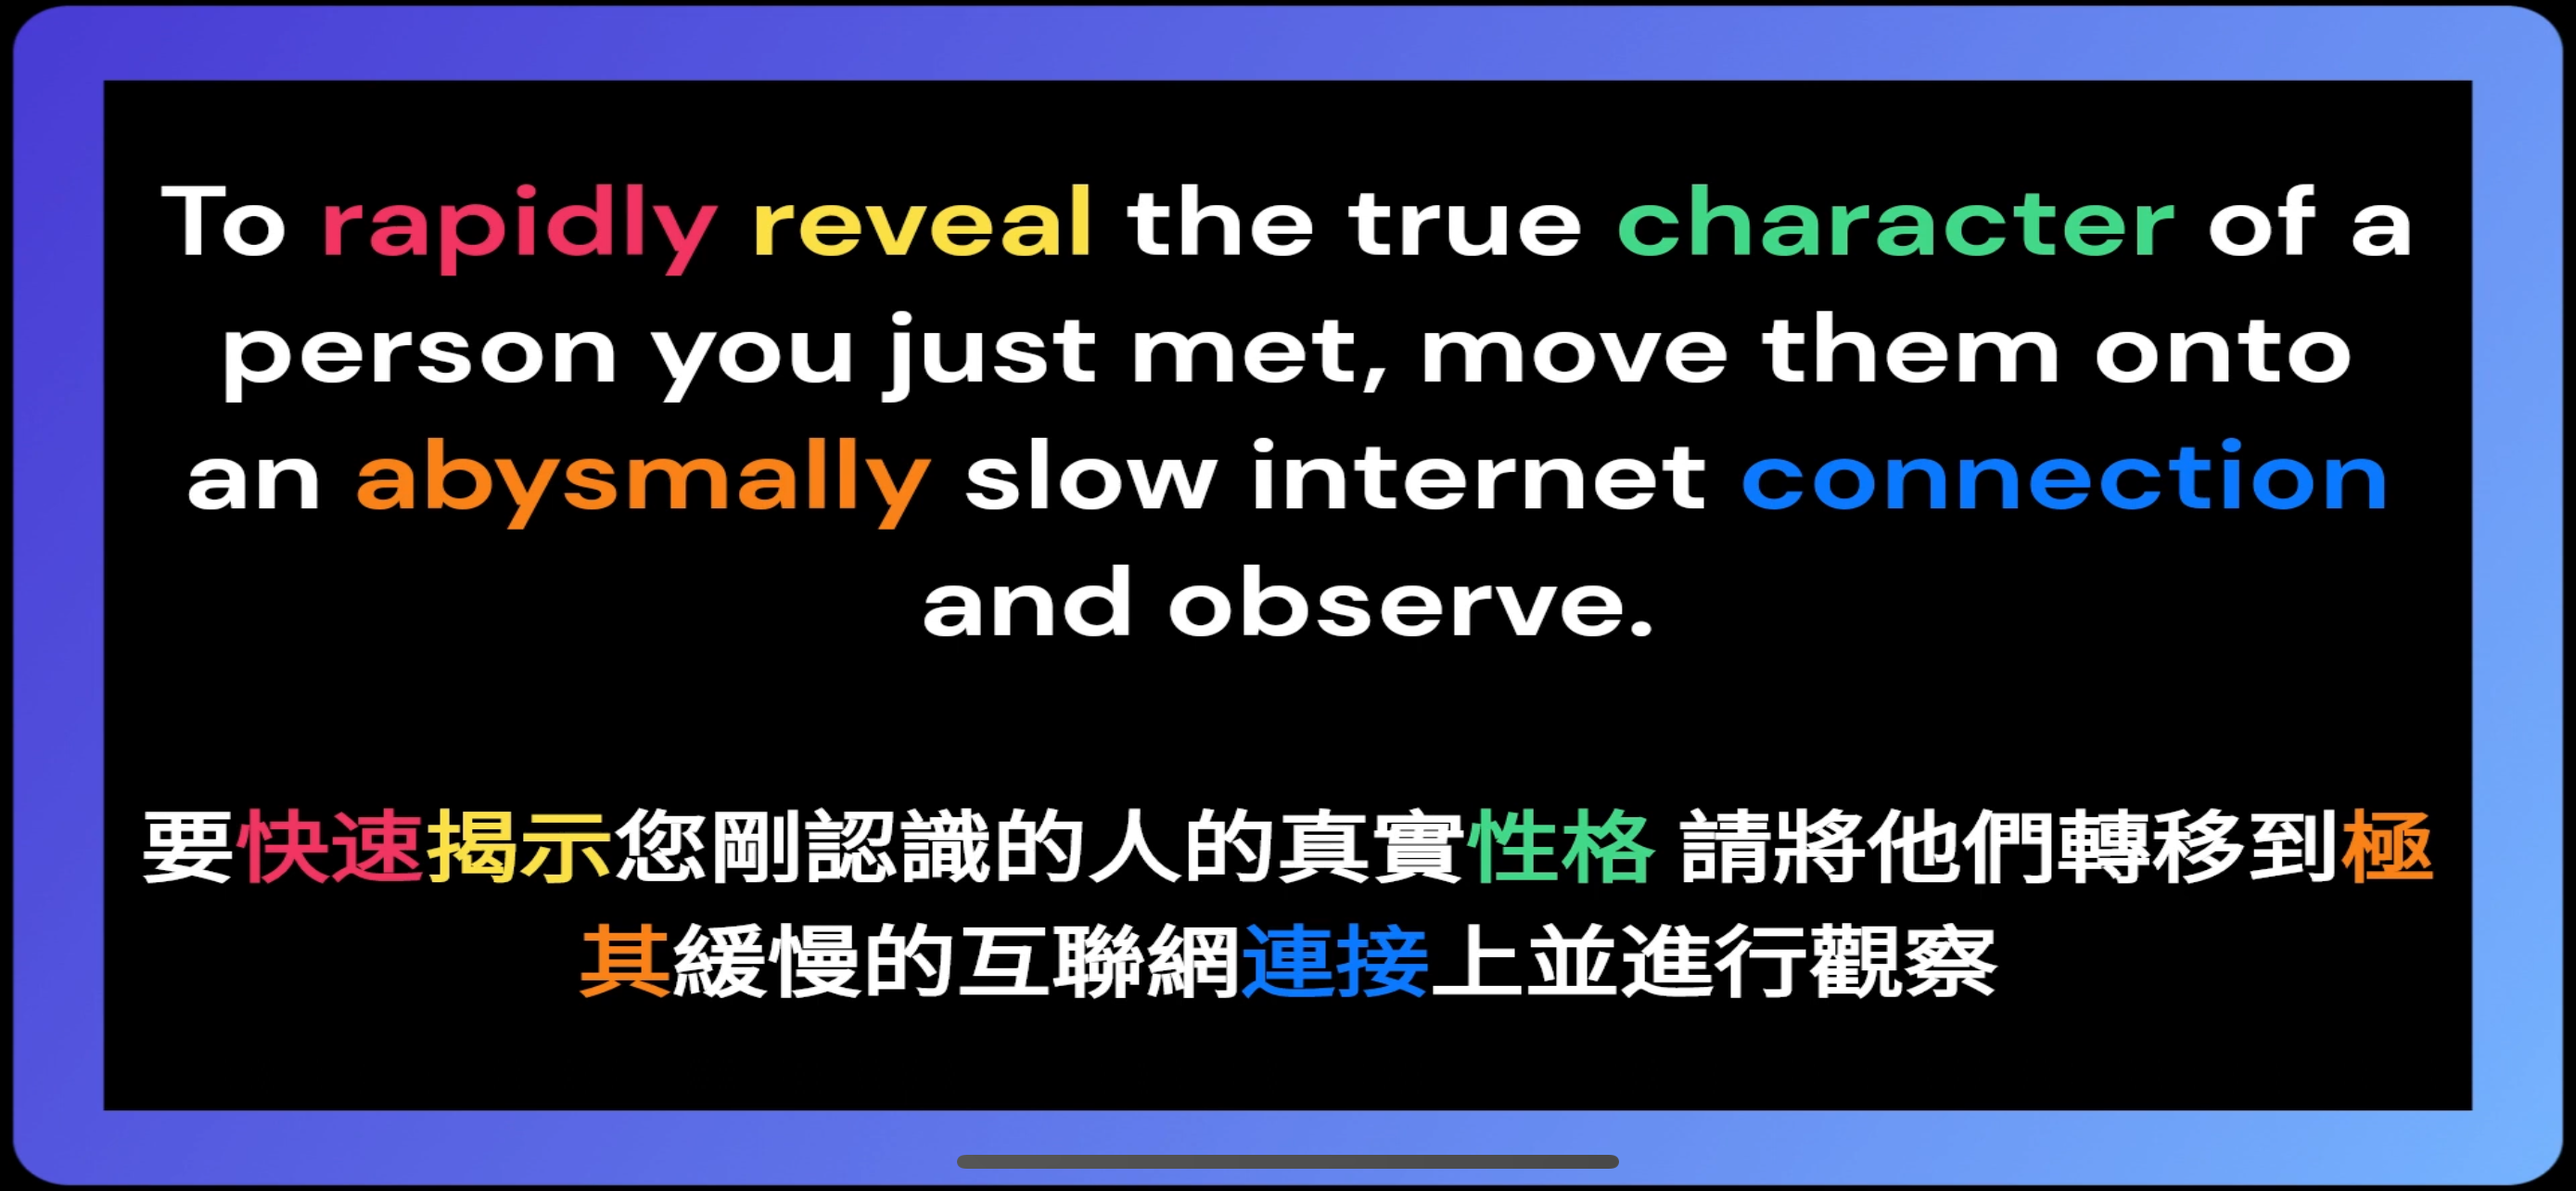 To rapidly reveal the true character of a
person you just met, move them onto
an abysmally slow internet connection
and observe.
要快速揭示您剛認識的人的真實性格 請將他們轉移到極
其緩慢的互聯網連接上並進行觀察